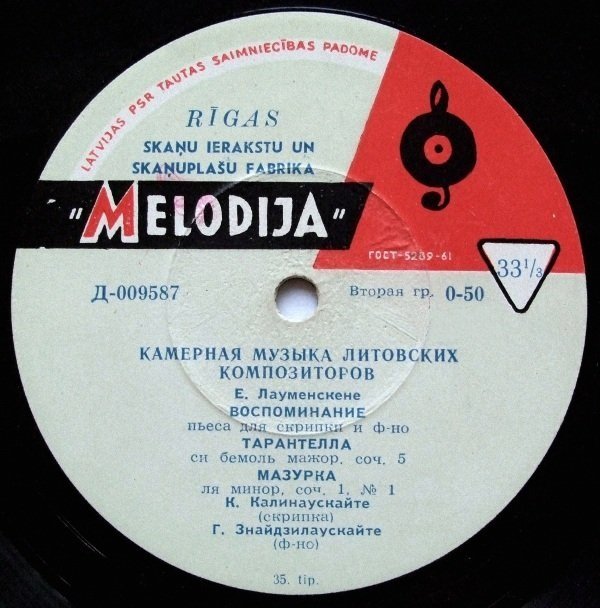 LATVIJAS PSR TAUTAS SAIMNIECĪBAS PADOME
RĪGAS
SKAŅU IERAKSTU UN
SKAŅUPLAŠU FABRIKA
"MELODIJA"
ГОСТ-5289-61
33⅓
Д-009587
Вторая гр. 0-50
КАМЕРНАЯ МУЗЫКА ЛИТОВСКИХ
КОМПОЗИТОРОВ
Е. Лауменскене
ВОСПОМИНАНИЕ
пьеса для скрипки и ф-но
ТАРАНТЕЛЛА
си бемоль мажор, соч. 5
МАЗУРКА
ля минор, соч. 1, № 1
К. Калинаускайте
(скрипка)
Г. Знайдзилаускайте
(ф-но)
35. tip.